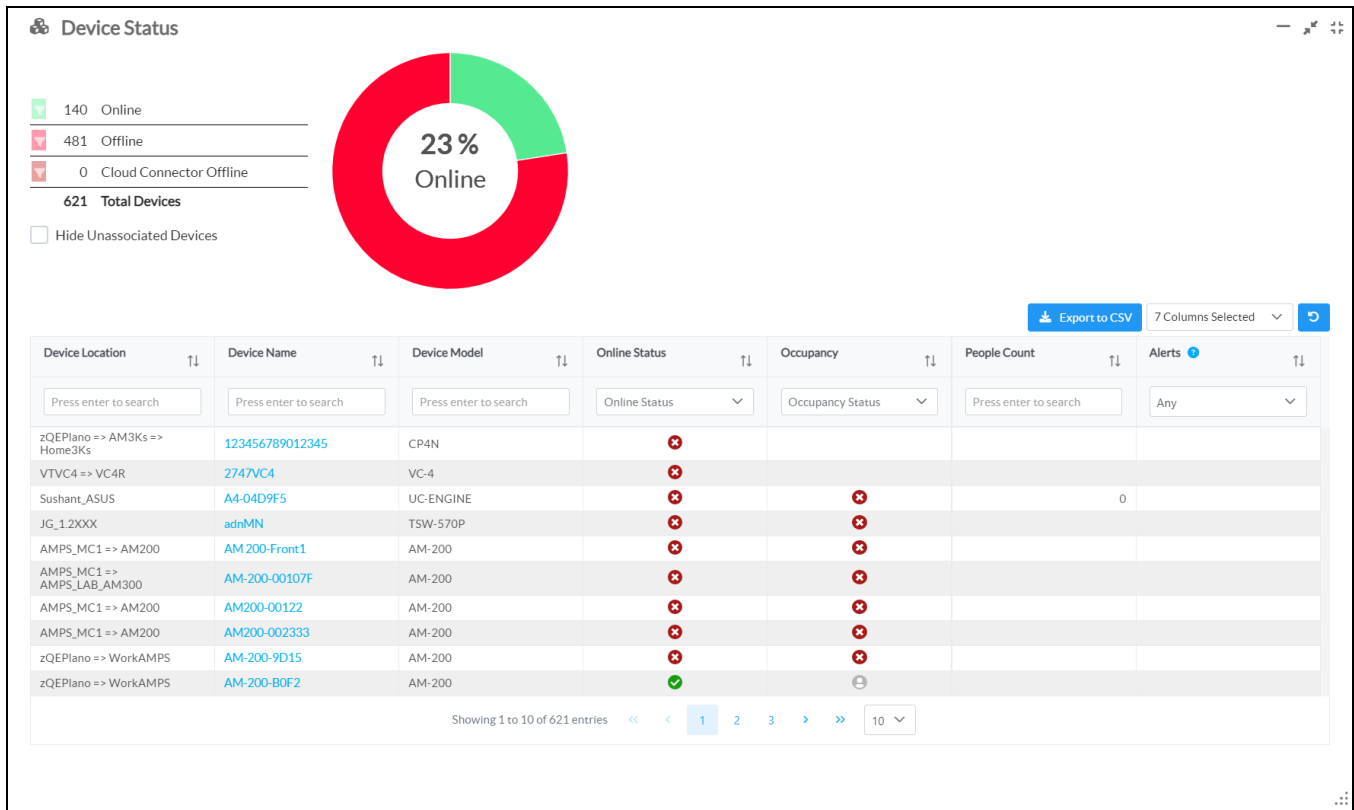 Device Status
140 Online
481 Offline
0 Cloud Connector Offline
621 Total Devices
Hide Unassociated Devices
23%
Online
Export to CSV 7 Columns Selected
Device Location Device Name Device Model Online Status Occupancy People Count Alerts ?
Press enter to search Press enter to search Press enter to search Online Status Occupancy Status Press enter to search Any
zQEPlano => AM3Ks =>
Home3Ks 123456789012345 CP4N
VTVC4 => VC4R 2747VC4 VC-4
Sushant_ASUS A4-04D9F5 UC-ENGINE 0
JG_1.2XXX adnMN TSW-570P
AMPS_MC1 => AM200 AM 200-Front1 AM-200
AMPS_MC1 =>
AMPS_LAB_AM300 AM-200-00107F AM-200
AMPS_MC1 => AM200 AM200-00122 AM-200
AMPS_MC1 => AM200 AM200-002333 AM-200
zQEPlano => WorkAMPS AM-200-9D15 AM-200
zQEPlano => WorkAMPS AM-200-B0F2 AM-200
Showing 1 to 10 of 621 entries « ‹ 1 2 3 › » 10